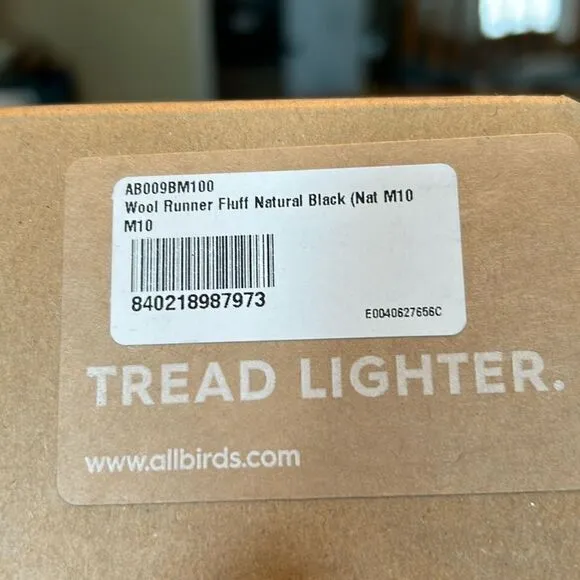 AB009BM100
Wool Runner Fluff Natural Black (Nat M10
M10
840218987973
E0040627656C
TREAD LIGHTER.
www.allbirds.com